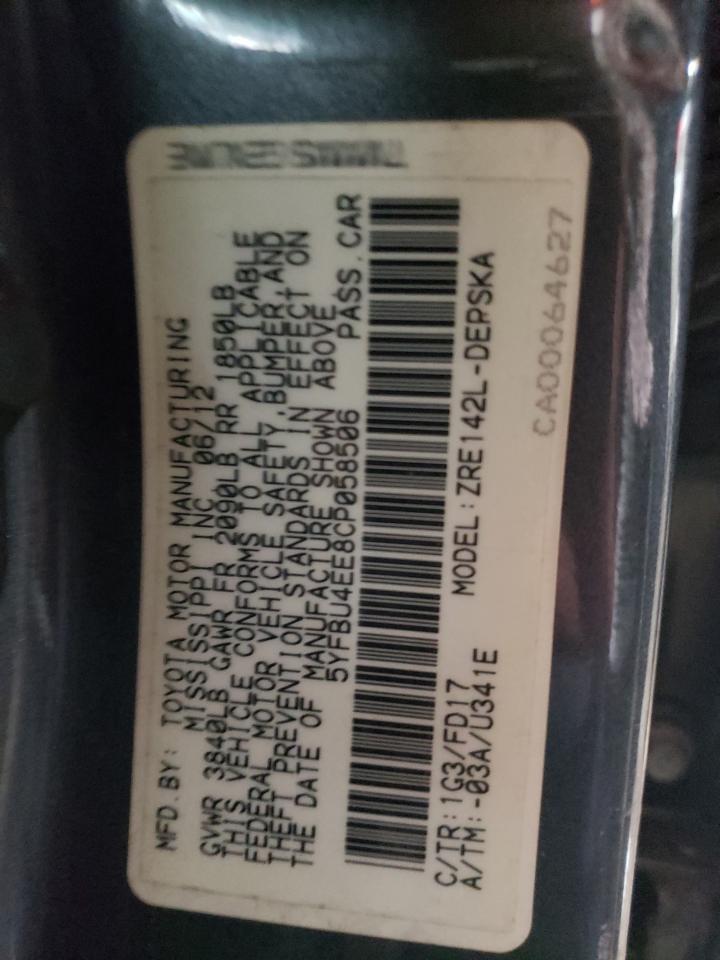 MFD.BY: TOYOTA MOTOR MANUFACTURING
MISSISSIPPI INC 06/12
GVWR 3840LB GAWR FR 2090LB RR 1850LB
THIS VEHICLE CONFORMS TO ALL APPLICABLE
FEDERAL MOTOR VEHICLE SAFETY,BUMPER,AND
THEFT PREVENTION STANDARDS IN EFFECT ON
THE DATE OF MANUFACTURE SHOWN ABOVE
5YFBU4EE8CP058506 PASS.CAR
C/TR:1G3/FD17 MODEL:ZRE142L-DEPSKA
A/TM:-03A/U341E
CA00064627